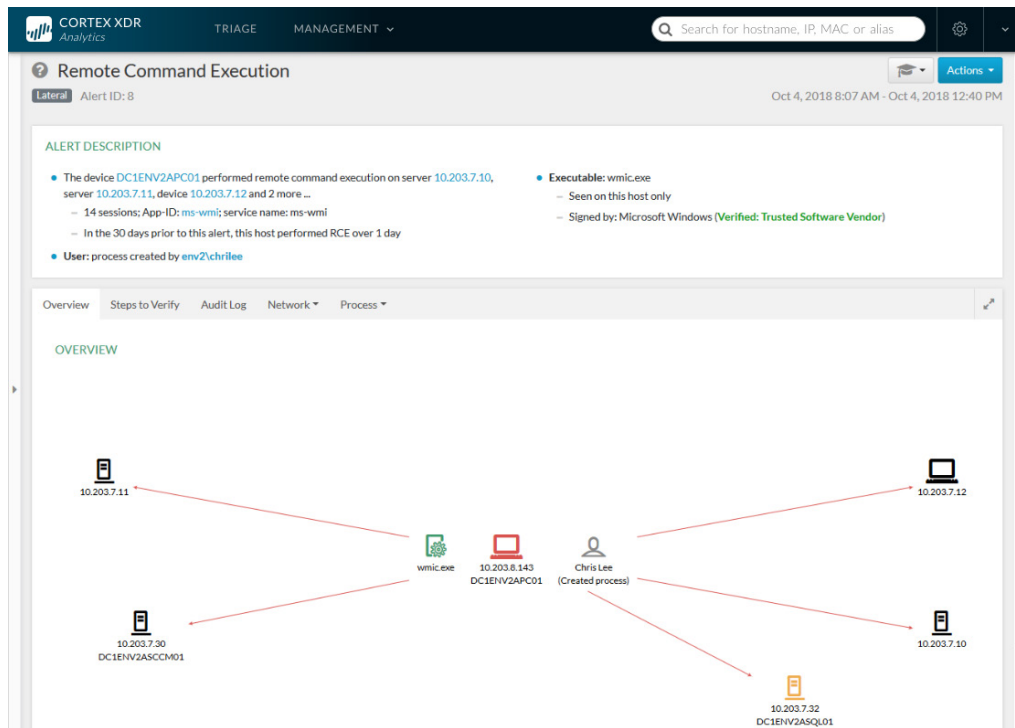 CORTEX XDR
Analytics
TRIAGE
MANAGEMENT
Search for hostname, IP, MAC or alias
Remote Command Execution
Actions
Lateral Alert ID: 8
Oct 4, 2018 8:07 AM - Oct 4, 2018 12:40 PM
ALERT DESCRIPTION
The device DC1ENV2APC01 performed remote command execution on server 10.203.7.10,
server 10.203.7.11, device 10.203.7.12 and 2 more ...
– 14 sessions; App-ID: ms-wmi; service name: ms-wmi
– In the 30 days prior to this alert, this host performed RCE over 1 day
User: process created by env2\chrilee
Executable: wmic.exe
– Seen on this host only
– Signed by: Microsoft Windows (Verified: Trusted Software Vendor)
Overview
Steps to Verify
Audit Log
Network
Process
OVERVIEW
10.203.7.11
10.203.7.12
wmic.exe
10.203.8.143
DC1ENV2APC01
Chris Lee
(Created process)
10.203.7.30
DC1ENV2ASCCM01
10.203.7.10
10.203.7.32
DC1ENV2ASQL01